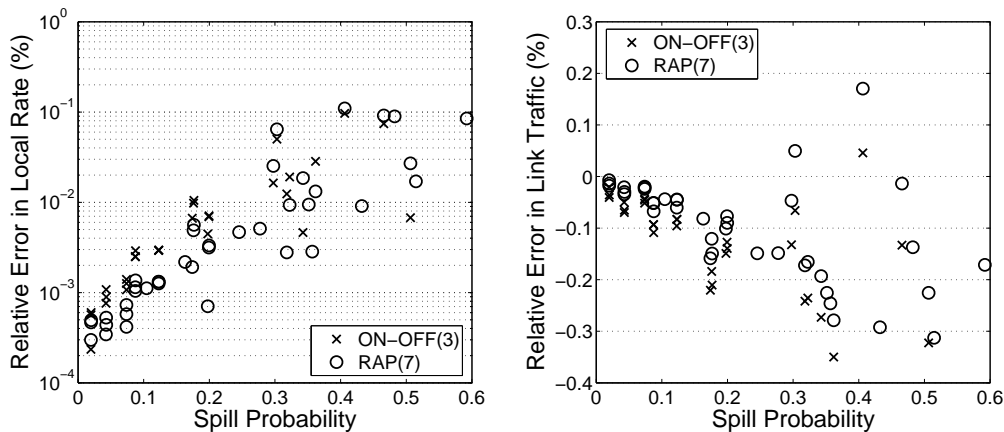 Relative Error in Local Rate (%)
10^0
10^−1
10^−2
10^−3
10^−4
ON−OFF(3)
RAP(7)
0 0.1 0.2 0.3 0.4 0.5 0.6
Spill Probability
Relative Error in Link Traffic (%)
0.3
0.2
0.1
0
−0.1
−0.2
−0.3
−0.4
ON−OFF(3)
RAP(7)
0 0.1 0.2 0.3 0.4 0.5 0.6
Spill Probability